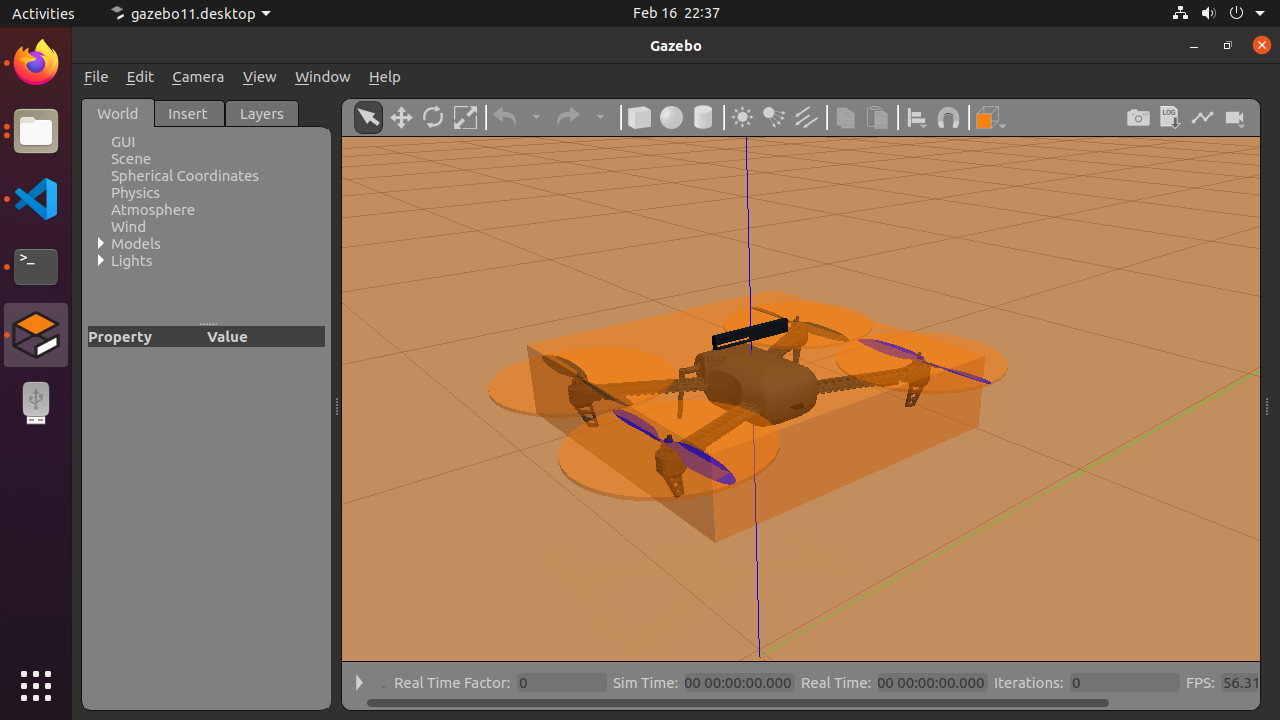 Activities
gazebo11.desktop
Feb 16 22:37
Gazebo
File Edit Camera View Window Help
World Insert Layers
LOG
GUI
Scene
Spherical Coordinates
Physics
Atmosphere
Wind
Models
Lights
Property Value
>_
Real Time Factor: 0 Sim Time: 00 00:00:00.000 Real Time: 00 00:00:00.000 Iterations: 0 FPS: 56.31